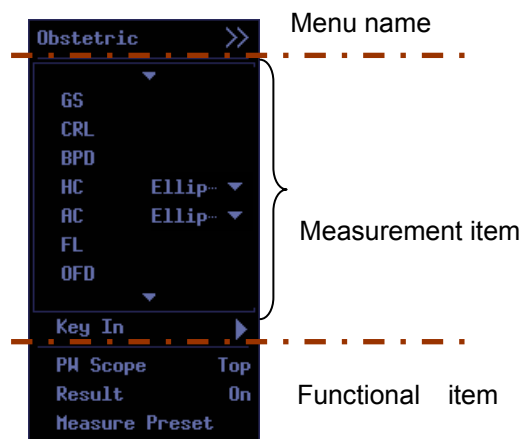 Obstetric >> Menu name
GS
CRL
BPD
HC Ellip… ▼
AC Ellip… ▼
Measurement item
FL
OFD
Key In ▶
PW Scope Top
Result On
Functional item
Measure Preset